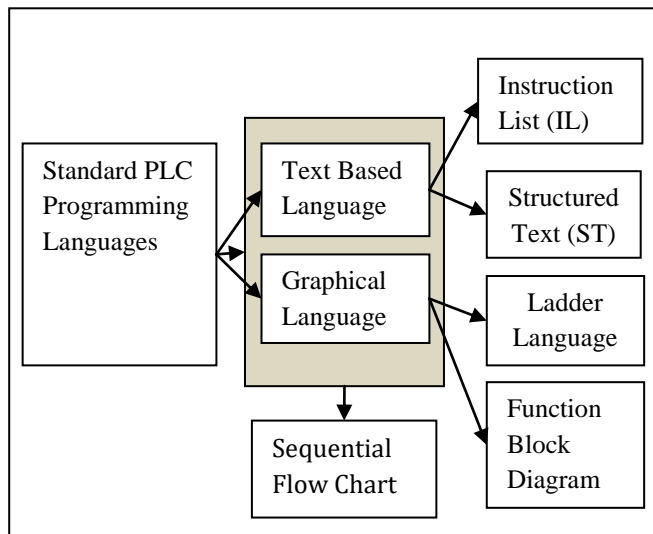 Standard PLC
Programming
Languages
Text Based
Language
Graphical
Language
Instruction
List (IL)
Structured
Text (ST)
Ladder
Language
Function
Block
Diagram
Sequential
Flow Chart